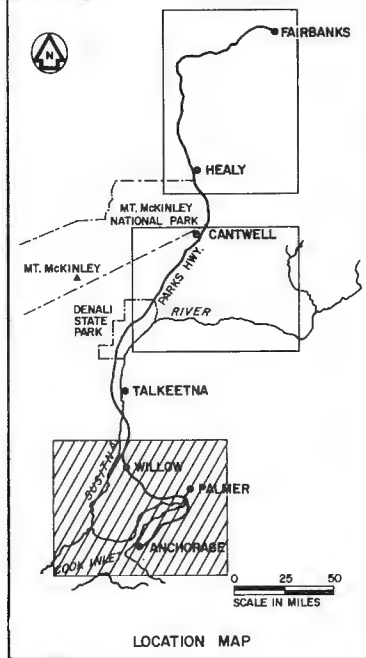 N
FAIRBANKS
HEALY
MT. McKINLEY
NATIONAL PARK
CANTWELL
MT. McKINLEY
PARKS HWY.
DENALI
STATE
PARK
RIVER
TALKEETNA
SUSITNA
WILLOW
PALMER
COOK INLET
ANCHORAGE
0 25 50
SCALE IN MILES
LOCATION MAP